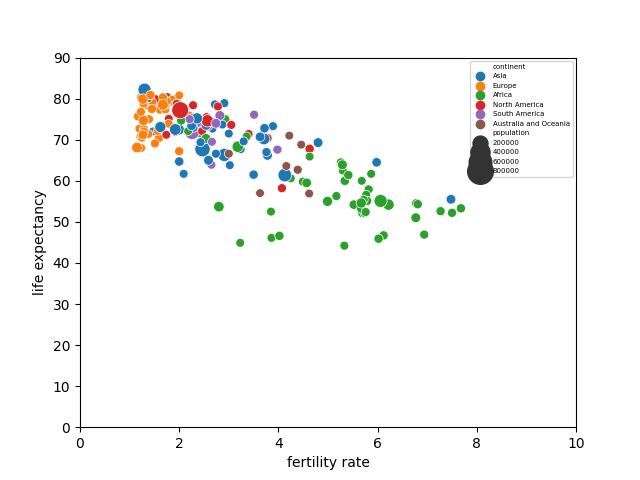 90
80
70
60
50
40
30
20
10
0
life expectancy
0 2 4 6 8 10
fertility rate
continent
Asia
Europe
Africa
North America
South America
Australia and Oceania
population
200000
400000
600000
800000